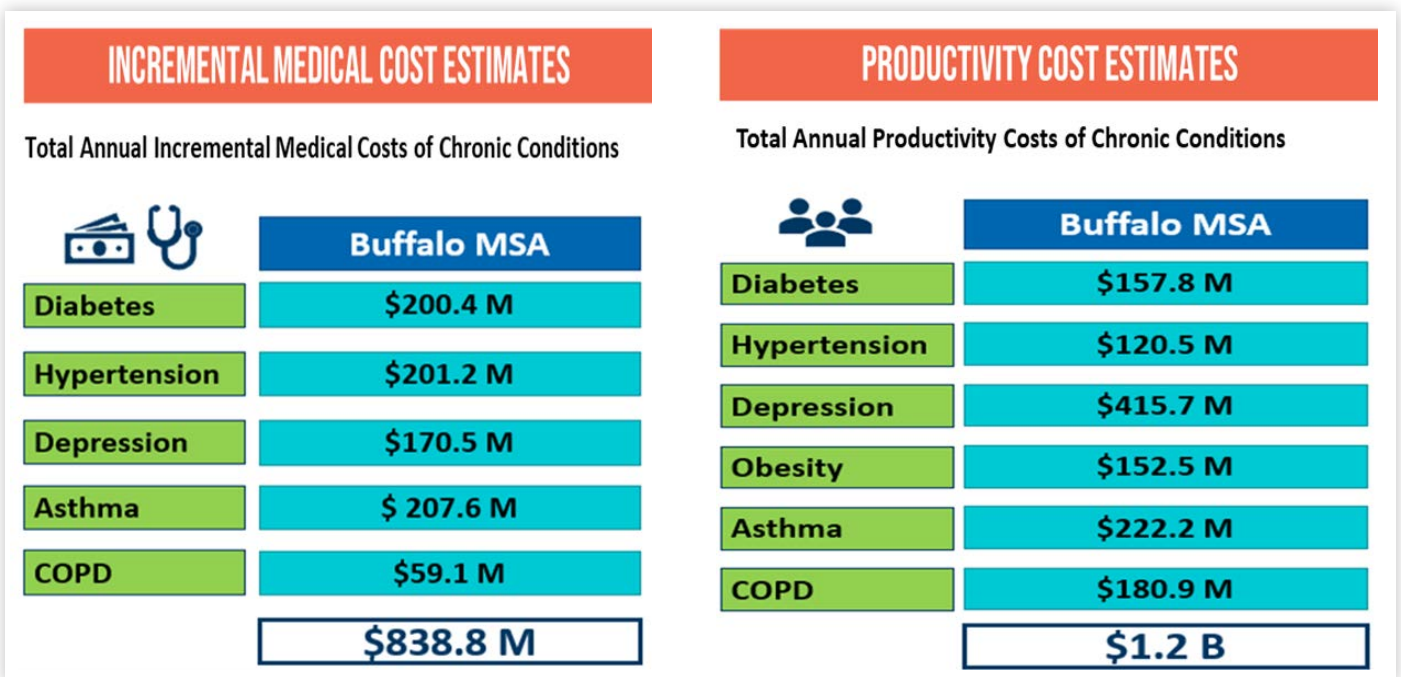 INCREMENTAL MEDICAL COST ESTIMATES
Total Annual Incremental Medical Costs of Chronic Conditions
Buffalo MSA
Diabetes $200.4 M
Hypertension $201.2 M
Depression $170.5 M
Asthma $ 207.6 M
COPD $59.1 M
$838.8 M
PRODUCTIVITY COST ESTIMATES
Total Annual Productivity Costs of Chronic Conditions
Buffalo MSA
Diabetes $157.8 M
Hypertension $120.5 M
Depression $415.7 M
Obesity $152.5 M
Asthma $222.2 M
COPD $180.9 M
$1.2 B